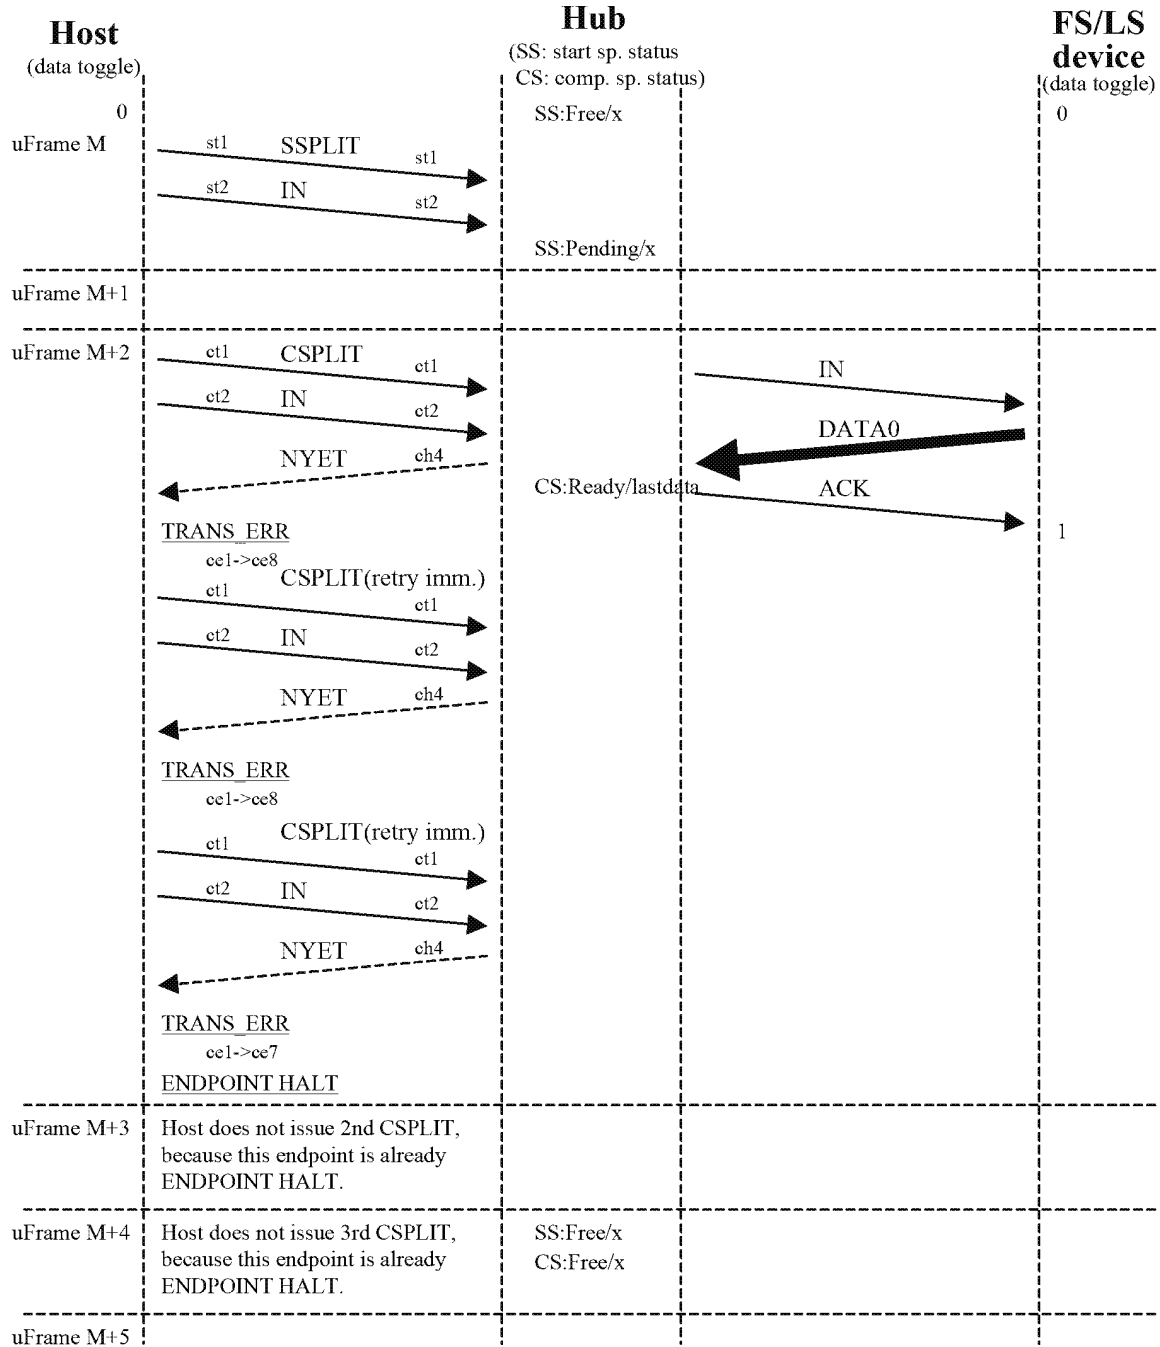 Host
(data toggle)
Hub
(SS: start sp. status
CS: comp. sp. status)
FS/LS
device
(data toggle)
0
SS:Free/x
0
uFrame M
st1 SSPLIT st1
st2 IN st2
SS:Pending/x
uFrame M+1
uFrame M+2
ct1 CSPLIT ct1
IN
ct2 IN ct2
DATA0
NYET ch4
CS:Ready/lastdata
ACK
TRANS_ERR
1
ce1->ce8
CSPLIT(retry imm.)
ct1 ct1
ct2 IN ct2
NYET ch4
TRANS_ERR
ce1->ce8
CSPLIT(retry imm.)
ct1 ct1
ct2 IN ct2
NYET ch4
TRANS_ERR
ce1->ce7
ENDPOINT HALT
uFrame M+3
Host does not issue 2nd CSPLIT,
because this endpoint is already
ENDPOINT HALT.
uFrame M+4
Host does not issue 3rd CSPLIT,
because this endpoint is already
ENDPOINT HALT.
SS:Free/x
CS:Free/x
uFrame M+5